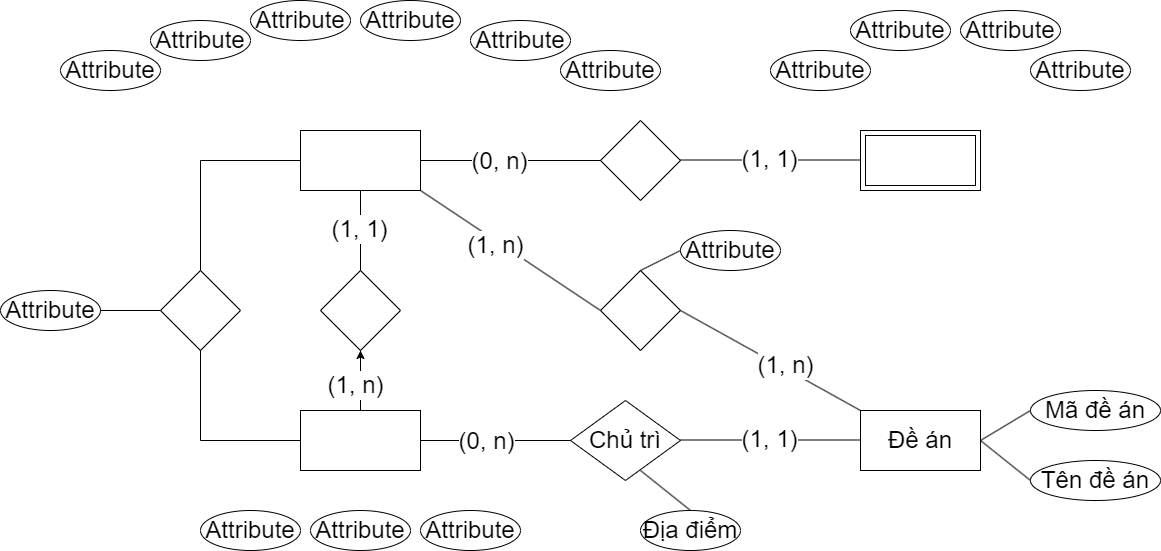 Attribute
Attribute
Attribute
Attribute
Attribute
Attribute
Attribute
Attribute
Attribute
Attribute
(0, n)
(1, 1)
(1, 1)
(1, n)
Attribute
Attribute
(1, n)
(1, n)
(0, n)
Chủ trì
(1, 1)
Đề án
Mã đề án
Tên đề án
Attribute
Attribute
Attribute
Địa điểm